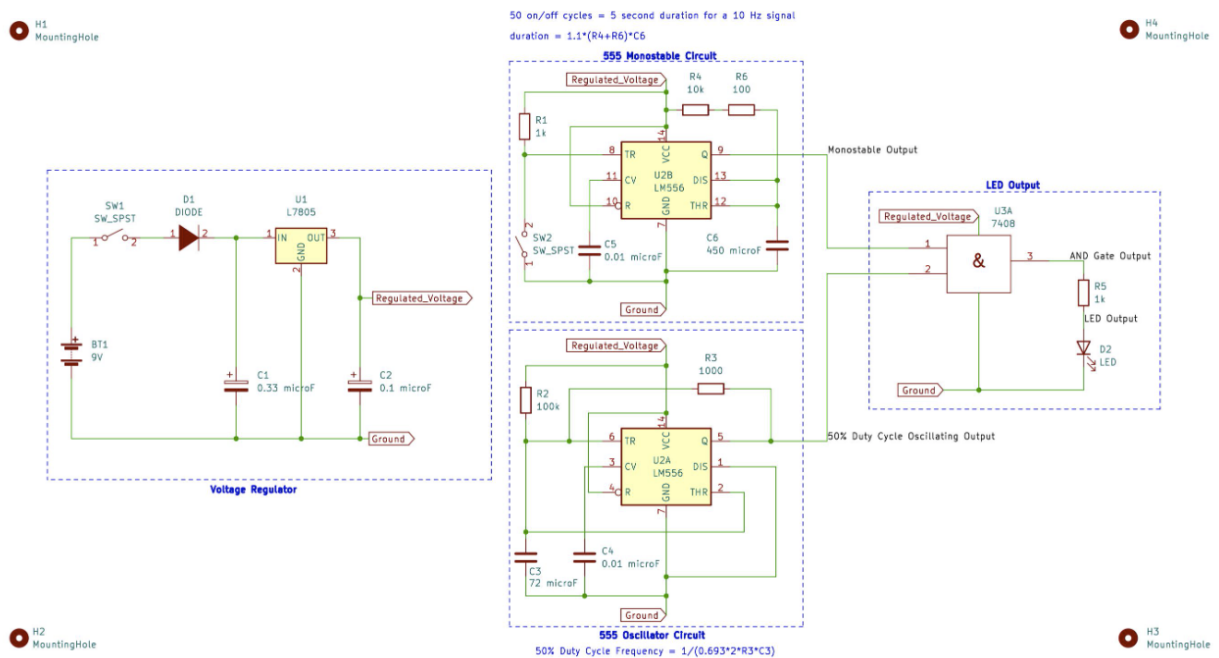 H1
MountingHole
50 on/off cycles = 5 second duration for a 10 Hz signal
duration = 1.1*(R4+R6)*C6
H4
MountingHole
555 Monostable Circuit
Regulated_Voltage
R4
10k
R6
100
R1
1k
14
VCC
8
TR
Q
9
11
CV
U2B
LM556
DIS
13
10
R
GND
THR
12
7
2
SW2
SW_SPST
1
C5
0.01 microF
C6
450 microF
Ground
Monostable Output
SW1
SW_SPST
1
2
D1
DIODE
1
2
U1
L7805
1
IN
OUT
3
GND
2
Regulated_Voltage
+
BT1
9V
+
C1
0.33 microF
+
C2
0.1 microF
Ground
Voltage Regulator
LED Output
Regulated_Voltage
U3A
7408
1
2
&
3
AND Gate Output
R5
1k
LED Output
D2
LED
Ground
Regulated_Voltage
R3
1000
R2
100k
14
VCC
6
TR
Q
5
3
CV
U2A
LM556
DIS
1
4
R
GND
THR
2
7
50% Duty Cycle Oscillating Output
C3
72 microF
C4
0.01 microF
Ground
555 Oscillator Circuit
50% Duty Cycle Frequency = 1/(0.693*2*R3*C3)
H2
MountingHole
H3
MountingHole